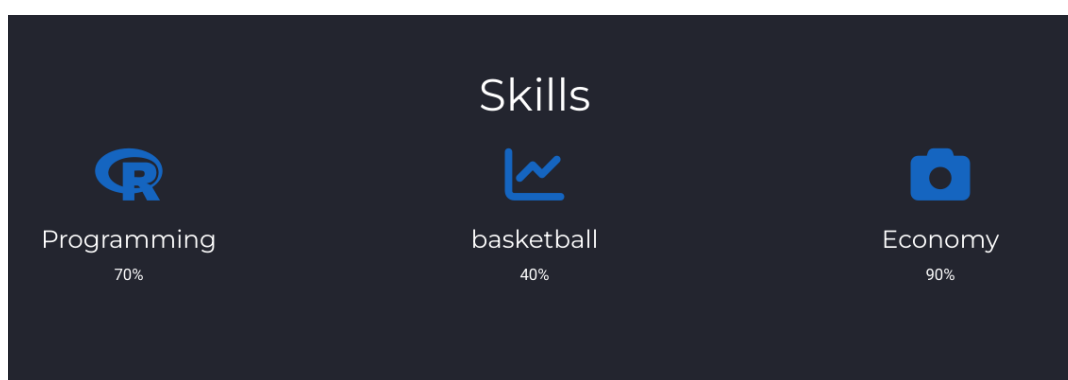 Skills
R
Programming
basketball
Economy
70%
40%
90%